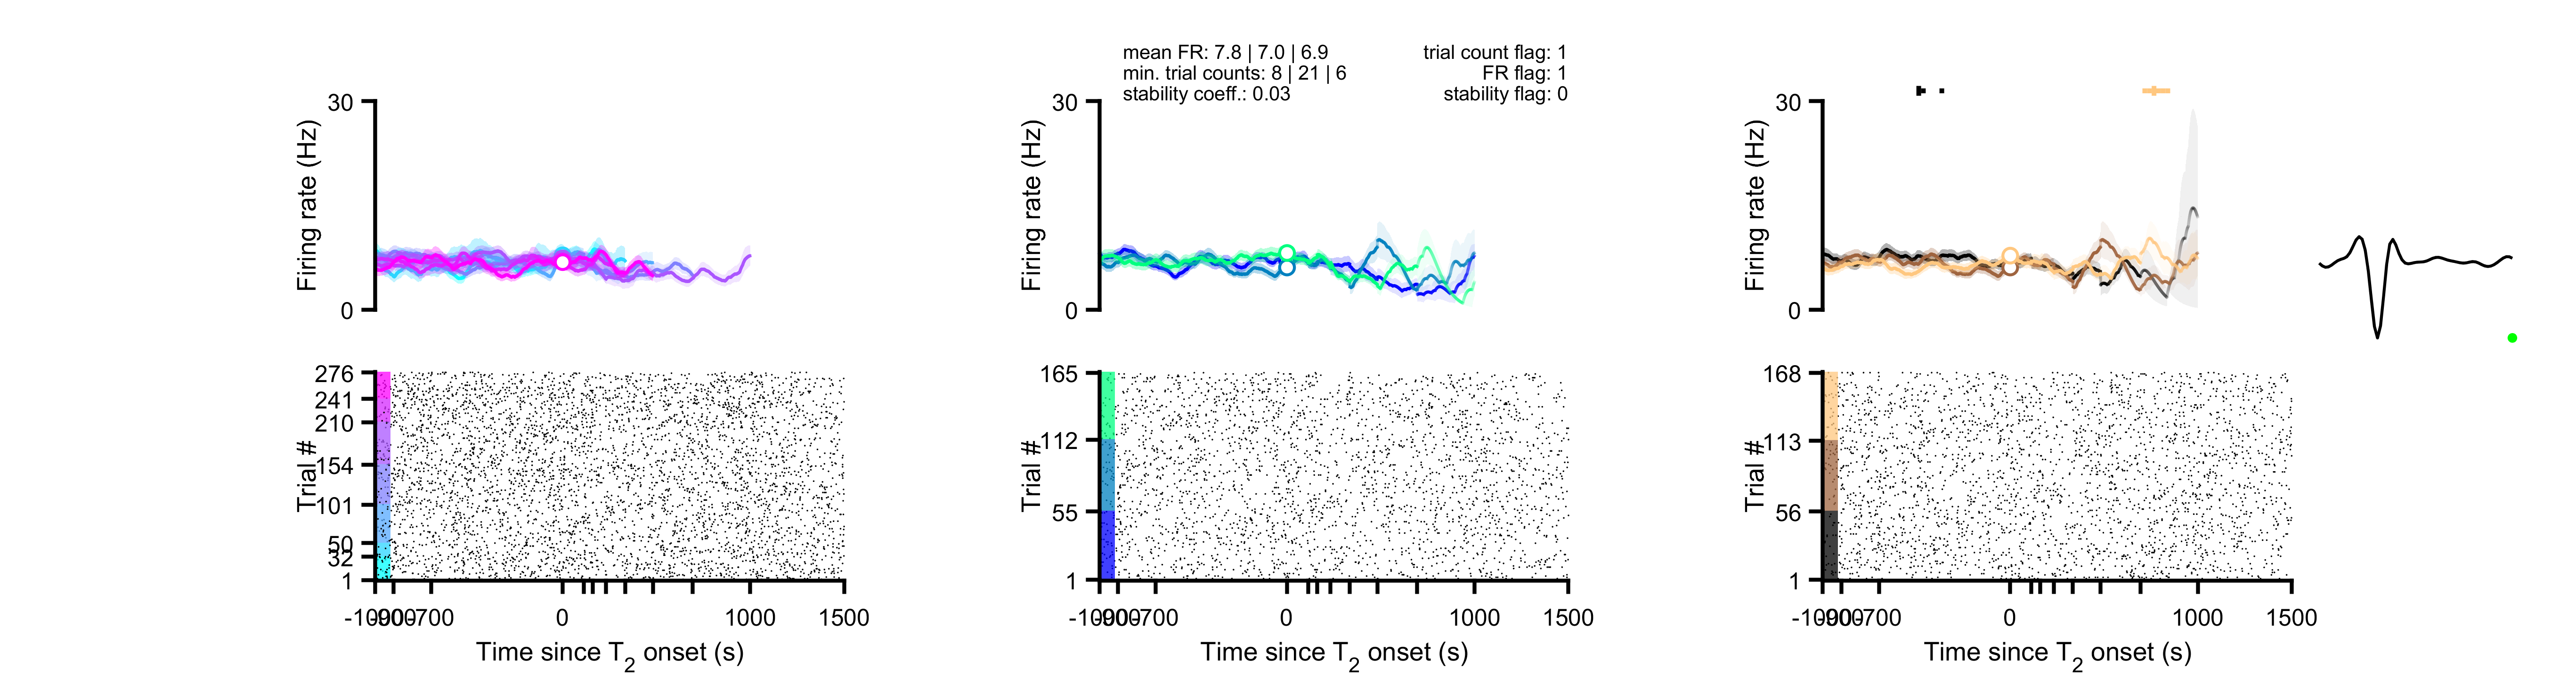 mean FR: 7.8 | 7.0 | 6.9
min. trial counts: 8 | 21 | 6
stability coeff.: 0.03
trial count flag: 1
FR flag: 1
stability flag: 0
30
0
Firing rate (Hz)
30
0
Firing rate (Hz)
30
0
Firing rate (Hz)
276
241
210
154
101
50
32
1
Trial #
0
1000
1500
Time since T2 onset (s)
165
112
55
1
Trial #
0
1000
1500
Time since T2 onset (s)
168
113
56
1
Trial #
0
1000
1500
Time since T2 onset (s)